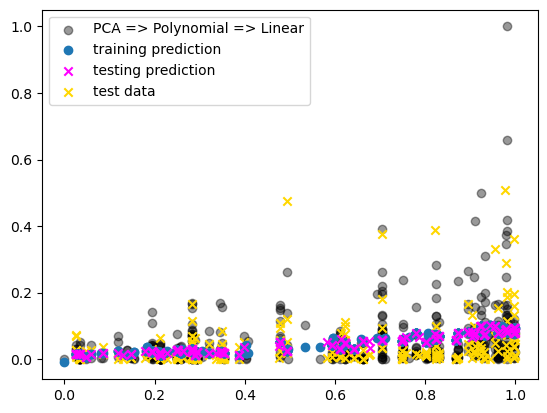 PCA => Polynomial => Linear
training prediction
testing prediction
test data
1.0
0.8
0.6
0.4
0.2
0.0
0.0 0.2 0.4 0.6 0.8 1.0